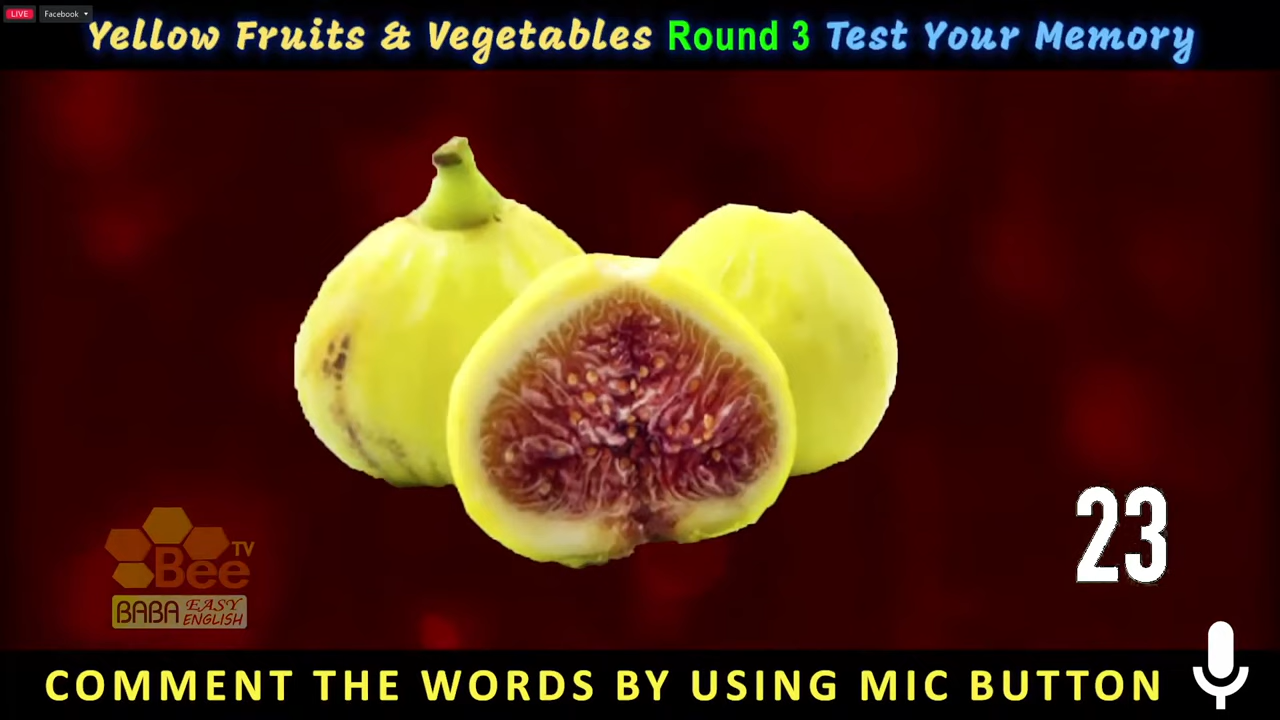 LIVE Facebook
Yellow Fruits & Vegetables Round 3 Test Your Memory
23
Bee TV
BABA EASY ENGLISH
COMMENT THE WORDS BY USING MIC BUTTON